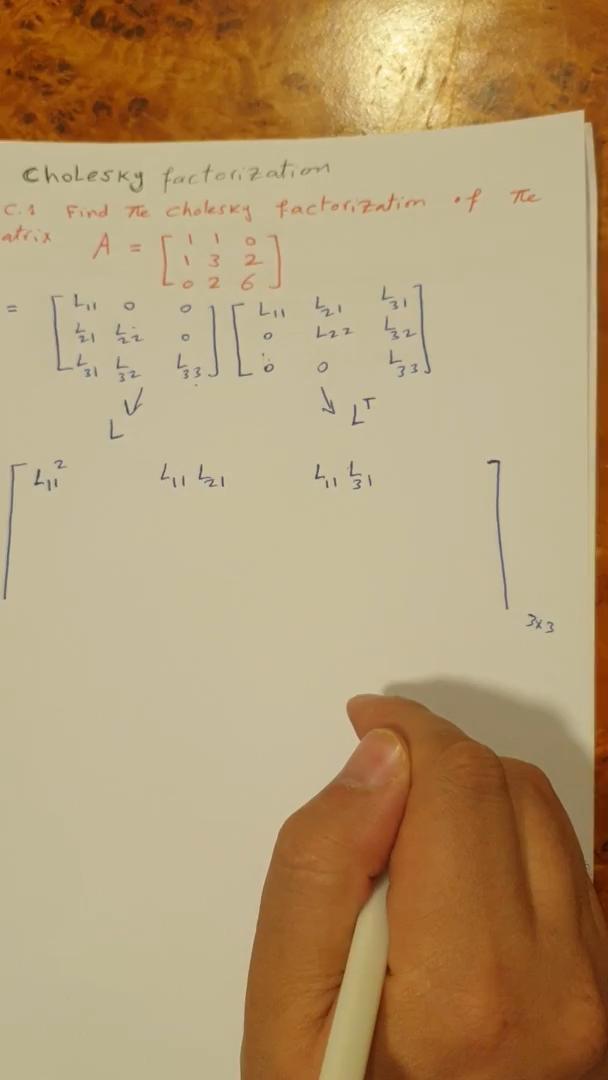 Cholesky factorization
c.1 Find the cholesky factorization of the
atrix A = [ 1 1 0
1 3 2
0 2 6 ]
= [ L11 0 0 ] [ L11 L21 L31 ]
L21 L22 0 0 L22 L32
L31 L32 L33 0 0 L33
L L^T
[ L11^2 L11 L21 L11 L31 ]
3x3